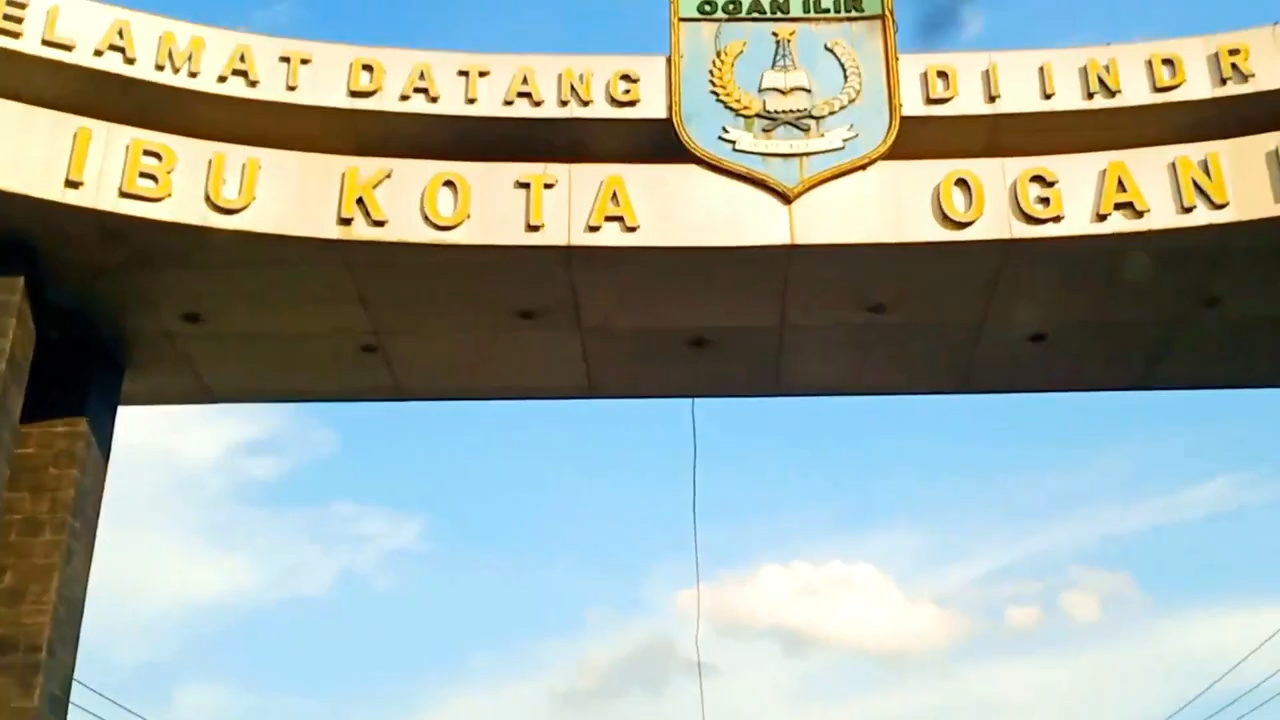 OGAN ILIR
ELAMAT DATANG DI INDR
IBU KOTA OGAN